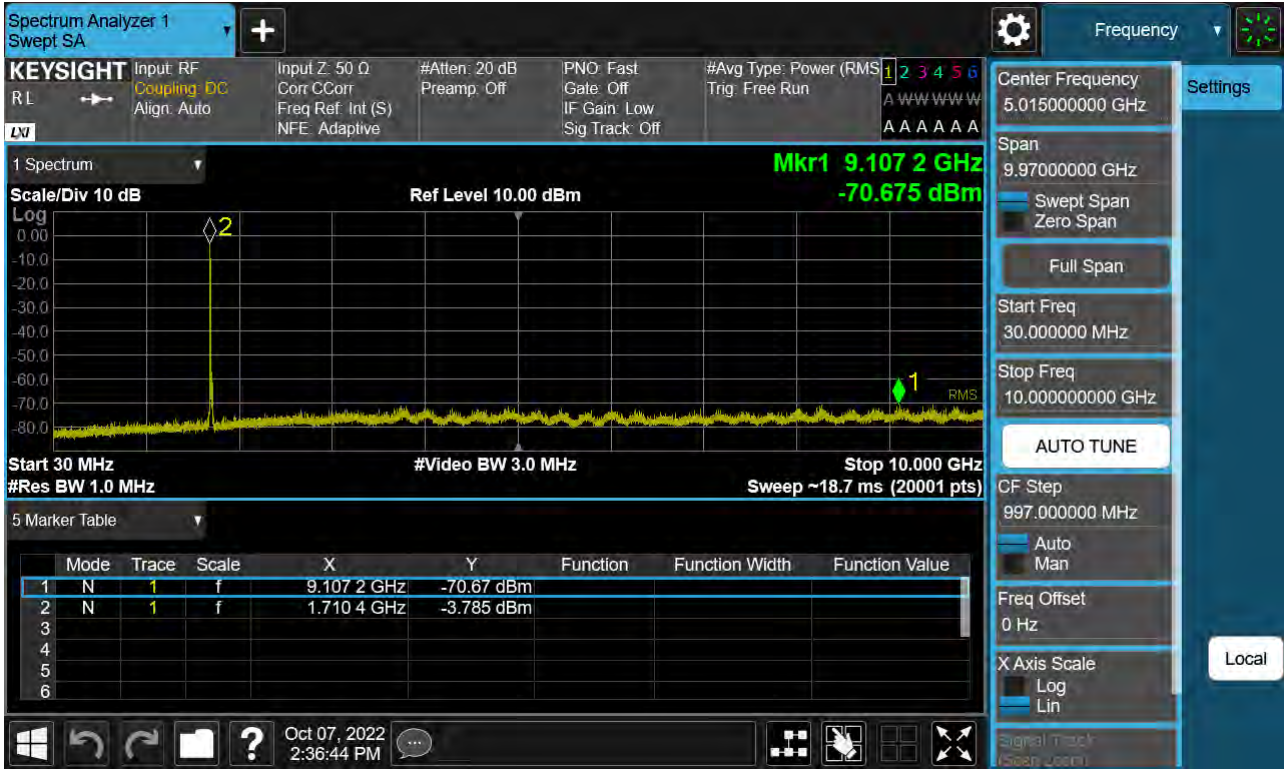 Spectrum Analyzer 1
Swept SA
+
Frequency
KEYSIGHT
R L
LXI
Input: RF
Coupling: DC
Align: Auto
Input Z: 50 Ω
Corr CCorr
Freq Ref: Int (S)
NFE: Adaptive
#Atten: 20 dB
Preamp: Off
PNO: Fast
Gate: Off
IF Gain: Low
Sig Track: Off
#Avg Type: Power (RMS
Trig: Free Run
1 2 3 4 5 6
A W W W W W
A A A A A A
1 Spectrum
Mkr1 9.107 2 GHz
Scale/Div 10 dB
Ref Level 10.00 dBm
-70.675 dBm
Log
0.00
-10.0
-20.0
-30.0
-40.0
-50.0
-60.0
-70.0
-80.0
2
1
RMS
Start 30 MHz
#Video BW 3.0 MHz
Stop 10.000 GHz
#Res BW 1.0 MHz
Sweep ~18.7 ms (20001 pts)
5 Marker Table
Mode Trace Scale X Y Function Function Width Function Value
1 N 1 f 9.107 2 GHz -70.67 dBm
2 N 1 f 1.710 4 GHz -3.785 dBm
3
4
5
6
Center Frequency
5.015000000 GHz
Settings
Span
9.97000000 GHz
Swept Span
Zero Span
Full Span
Start Freq
30.000000 MHz
Stop Freq
10.000000000 GHz
AUTO TUNE
CF Step
997.000000 MHz
Auto
Man
Freq Offset
0 Hz
X Axis Scale
Log
Lin
Local
Signal Track
(Span Zoom)
?
Oct 07, 2022
2:36:44 PM